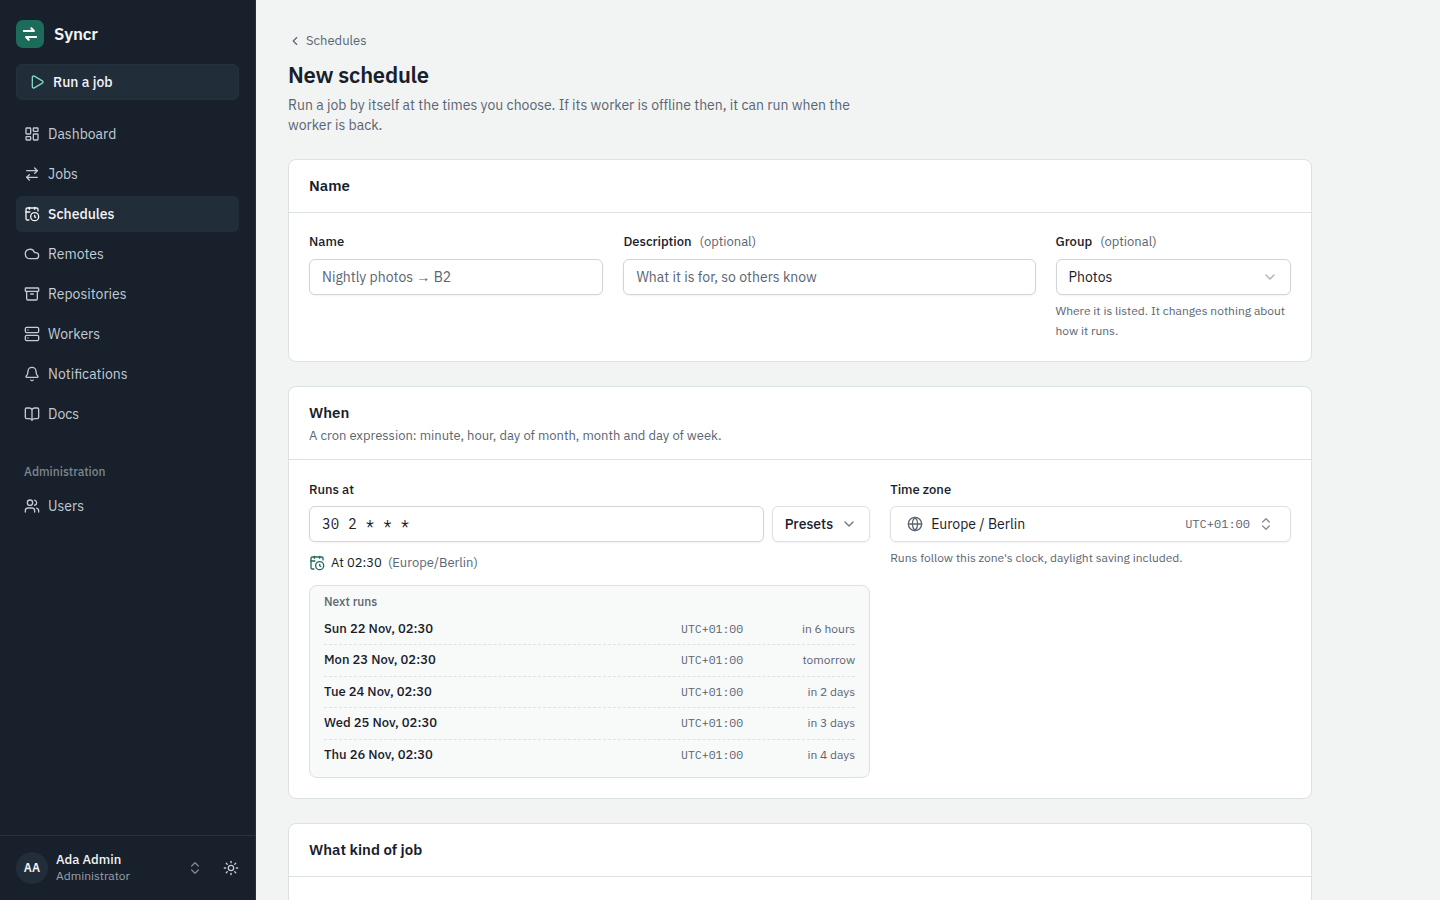 Syncr
Run a job
Dashboard
Jobs
Schedules
Remotes
Repositories
Workers
Notifications
Docs
Administration
Users
AA
Ada Admin
Administrator
Schedules
New schedule
Run a job by itself at the times you choose. If its worker is offline then, it can run when the
worker is back.
Name
Name
Nightly photos → B2
Description (optional)
What it is for, so others know
Group (optional)
Photos
Where it is listed. It changes nothing about
how it runs.
When
A cron expression: minute, hour, day of month, month and day of week.
Runs at
30 2 * * *
Presets
At 02:30 (Europe/Berlin)
Time zone
Europe / Berlin UTC+01:00
Runs follow this zone's clock, daylight saving included.
Next runs
Sun 22 Nov, 02:30 UTC+01:00 in 6 hours
Mon 23 Nov, 02:30 UTC+01:00 tomorrow
Tue 24 Nov, 02:30 UTC+01:00 in 2 days
Wed 25 Nov, 02:30 UTC+01:00 in 3 days
Thu 26 Nov, 02:30 UTC+01:00 in 4 days
What kind of job